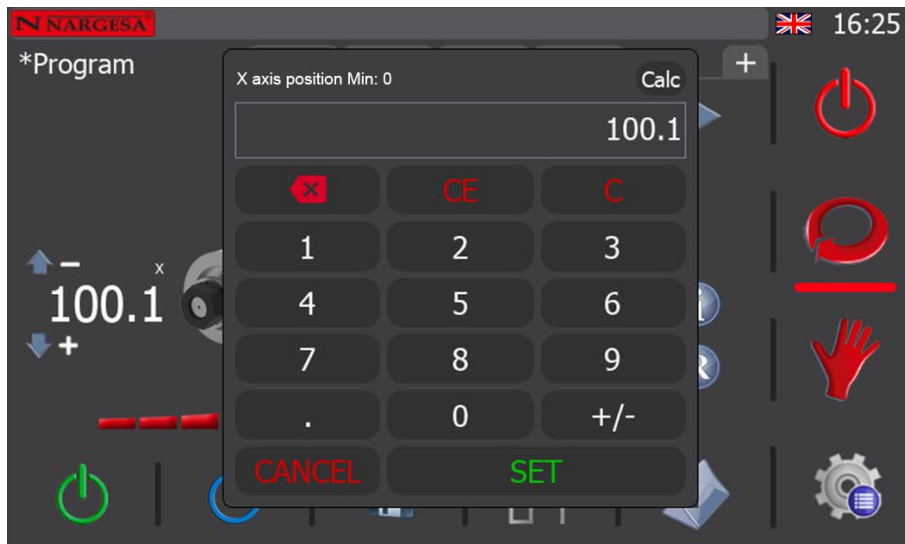 N NARGESA
16:25
*Program
+
X axis position Min: 0
Calc
100.1
CE
C
1
2
3
4
5
6
7
8
9
.
0
+/-
CANCEL
SET
x
100.1